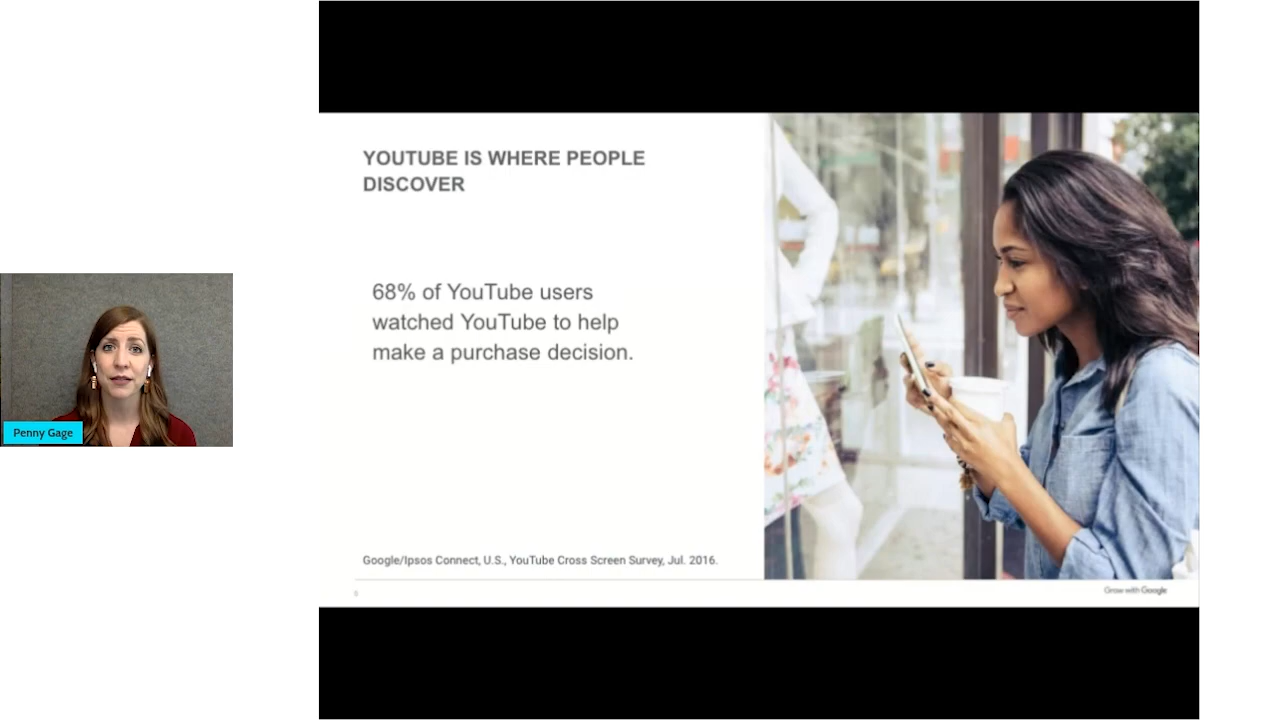 YOUTUBE IS WHERE PEOPLE
DISCOVER
68% of YouTube users
watched YouTube to help
make a purchase decision.
Penny Gage
Google/Ipsos Connect, U.S., YouTube Cross Screen Survey, Jul. 2016.
Grow with Google